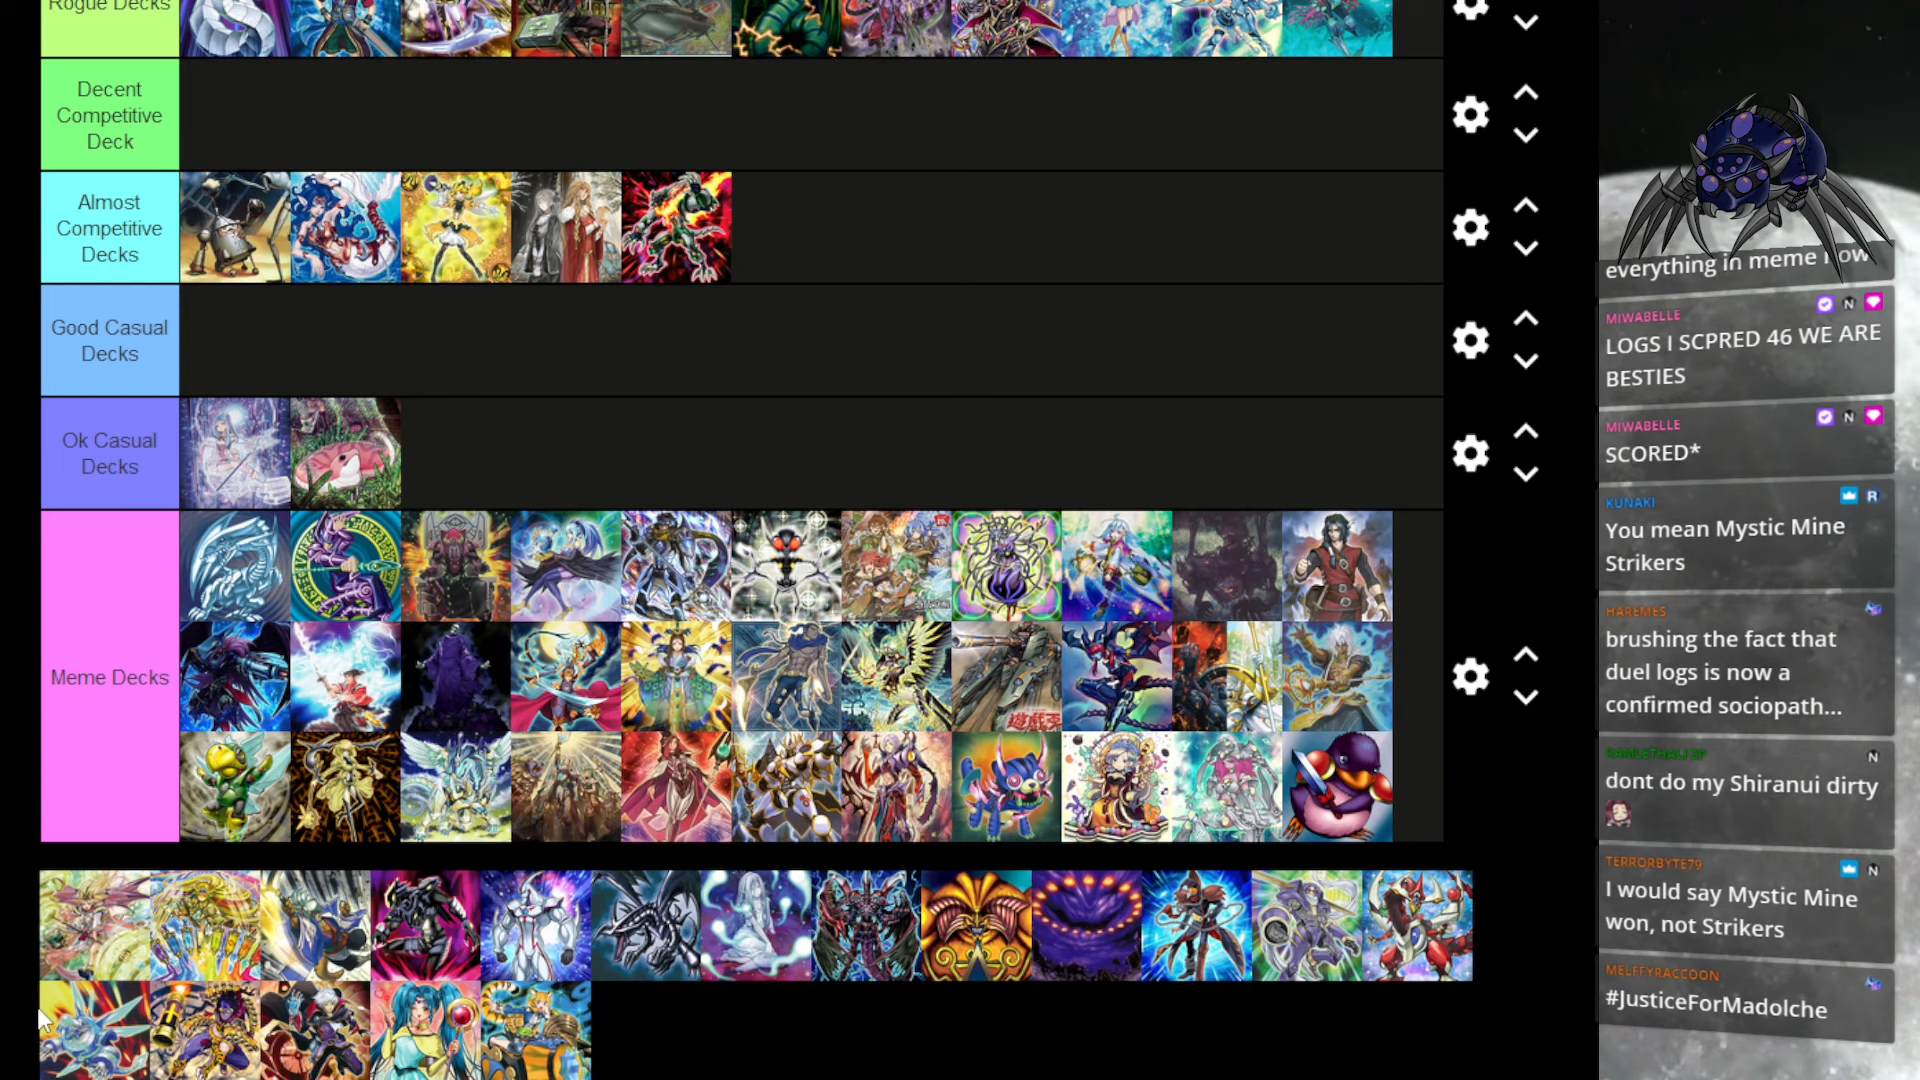 Rogue Decks
Decent
Competitive
Deck
Almost
Competitive
Decks
Good Casual
Decks
Ok Casual
Decks
Meme Decks
everything in meme now
MIWABELLE
LOGS I SCPRED 46 WE ARE
BESTIES
MIWABELLE
SCORED*
KUNAKI
You mean Mystic Mine
Strikers
HAREMES
brushing the fact that
duel logs is now a
confirmed sociopath...
dont do my Shiranui dirty
TERRORBYTE79
I would say Mystic Mine
won, not Strikers
MELFFYRACCOON
#JusticeForMadolche